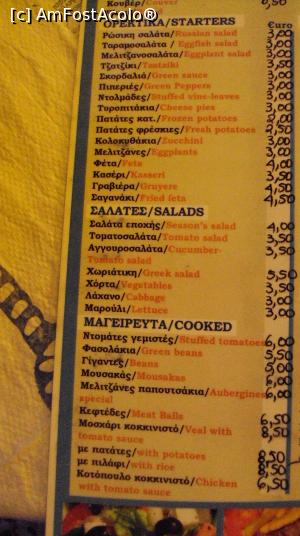 [c] AmFostAcolo®
Κουβέρ/Couver 0,50
ΟΡΕΚΤΙΚΑ/STARTERS Euro
Ρώσικη σαλάτα/Russian salad 3,00
Ταραμοσαλάτα / Eggfish salad 3,00
Μελιτζανοσαλάτα/Eggplant salad 3,00
Τζατζίκι/Tzatziki 3,50
Σκορδαλιά/Green sauce 3,00
Πιπεριές/Green Peppers 3,00
Ντολμάδες/Stuffed vine-leaves
Τυροπιτάκια/Cheese pies 3,00
Πατάτες κατ./Frozen potatoes
Πατάτες φρέσκιες/Fresh potatoes 2,50
Κολοκυθάκια/Zucchini 3,00
Μελιτζάνες/Eggplants 3,00
Φέτα/Feta
Κασέρι/Kasseri 3,50
Γραβιέρα/Gruyere 4,50
Σαγανάκι/Fried feta 4,50
ΣΑΛΑΤΕΣ/SALADS
Σαλάτα εποχής/Season's salad 4,00
Τοματοσαλάτα/Tomato salad 3,50
Αγγουροσαλάτα/Cucumber- 3,50
Tomato salad
Χωριάτικη/Greek salad 5,50
Χόρτα/Vegetables 3,50
Λάχανο/Cabbage 3,00
Μαρούλι/Lettuce 3,00
ΜΑΓΕΙΡΕΥΤΑ/COOKED
Ντομάτες γεμιστές/Stuffed tomatoes 6,00
Φασολάκια/Green beans 5,50
Γίγαντες/Beans 5,00
Μουσακάς/Mousakas 6,00
Μελιτζάνες παπουτσάκια/Aubergines 6,00
special
Κεφτέδες/Meat Balls 6,50
Μοσχάρι κοκκινιστό/Veal with 8,50
tomato sauce
με πατάτες/with potatoes 8,50
με πιλάφι/with rice 8,50
Κοτόπουλο κοκκινιστό/Chicken 6,50
with tomato sauce